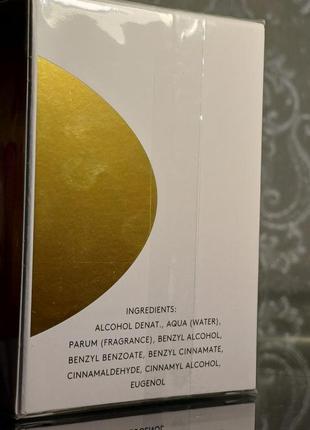 INGREDIENTS:
ALCOHOL DENAT., AQUA (WATER),
PARUM (FRAGRANCE), BENZYL ALCOHOL,
BENZYL BENZOATE, BENZYL CINNAMATE,
CINNAMALDEHYDE, CINNAMYL ALCOHOL,
EUGENOL